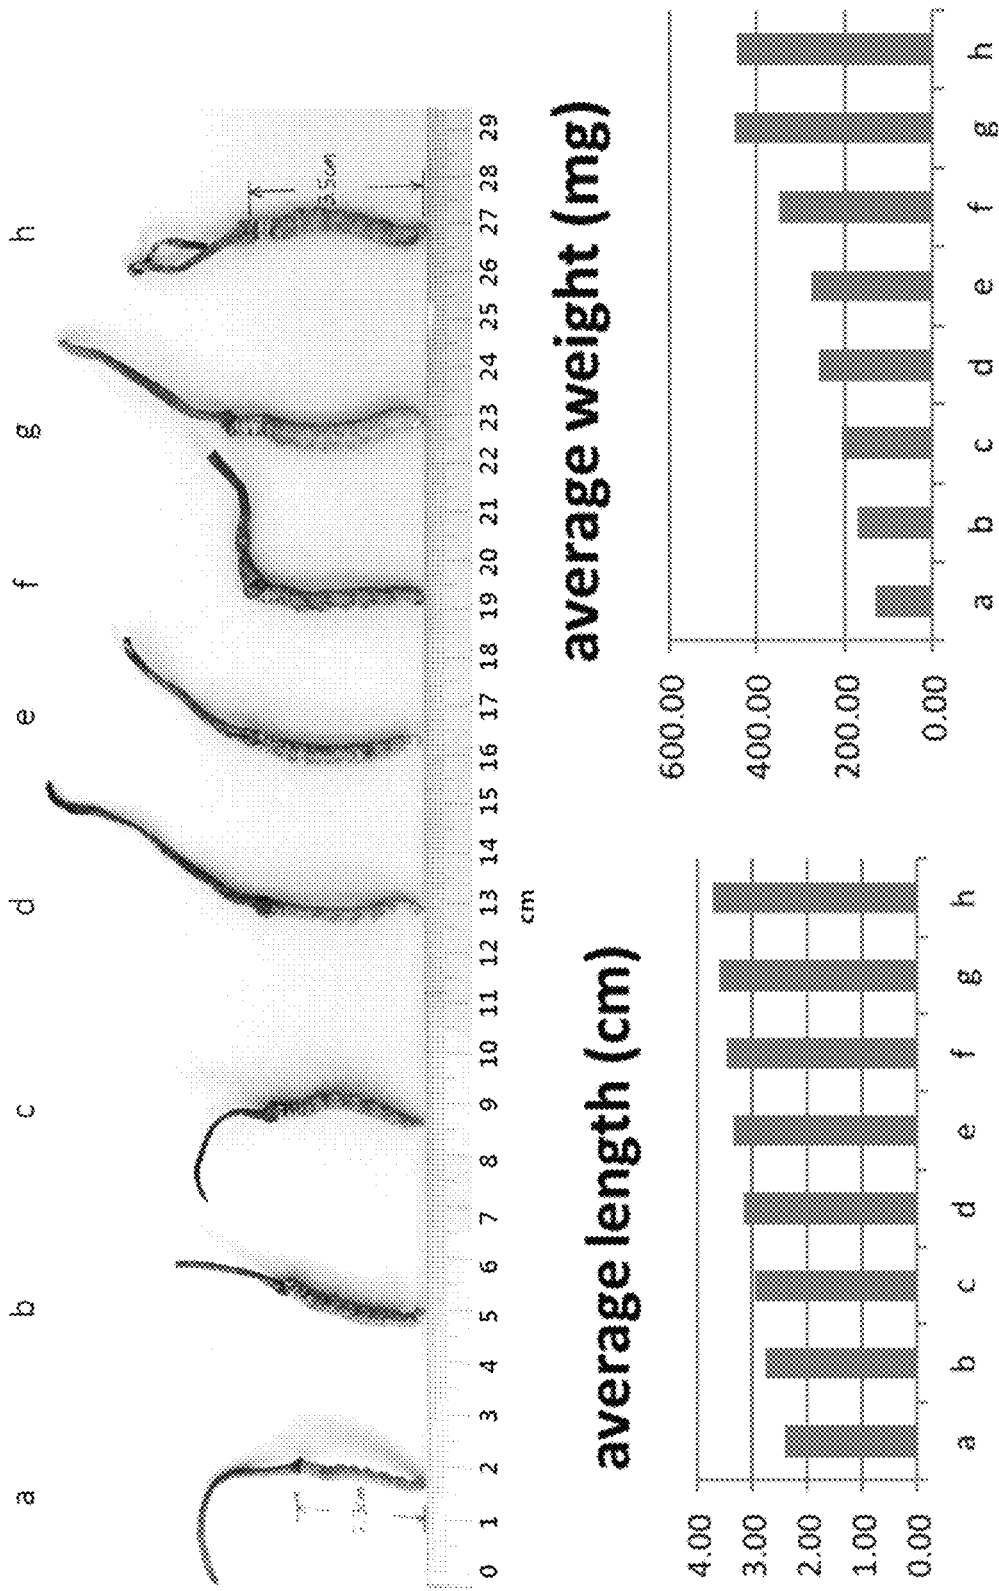 a b c d e f g h
3.5cm
0 1 2 3 4 5 6 7 8 9 10 11 12 13 14 15 16 17 18 19 20 21 22 23 24 25 26 27 28 29
cm
average length (cm)
4.00
3.00
2.00
1.00
0.00
a b c d e f g h
average weight (mg)
600.00
400.00
200.00
0.00
a b c d e f g h